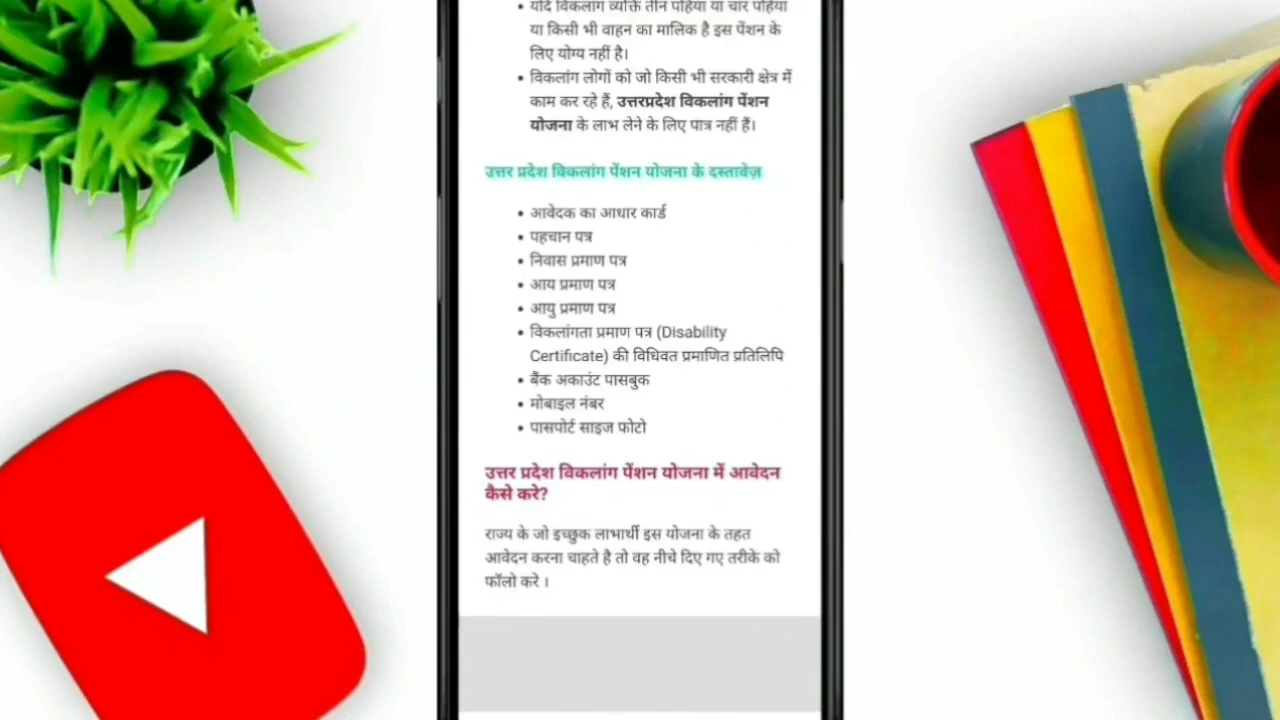 यदि विकलांग व्यक्ति तीन पहिया या चार पहिया
या किसी भी वाहन का मालिक है इस पेंशन के
लिए योग्य नहीं है।
विकलांग लोगों को जो किसी भी सरकारी क्षेत्र में
काम कर रहे हैं, उत्तरप्रदेश विकलांग पेंशन
योजना के लाभ लेने के लिए पात्र नहीं हैं।
उत्तर प्रदेश विकलांग पेंशन योजना के दस्तावेज़
आवेदक का आधार कार्ड
पहचान पत्र
निवास प्रमाण पत्र
आय प्रमाण पत्र
आयु प्रमाण पत्र
विकलांगता प्रमाण पत्र (Disability
Certificate) की विधिवत प्रमाणित प्रतिलिपि
बैंक अकाउंट पासबुक
मोबाइल नंबर
पासपोर्ट साइज फोटो
उत्तर प्रदेश विकलांग पेंशन योजना में आवेदन
कैसे करे?
राज्य के जो इच्छुक लाभार्थी इस योजना के तहत
आवेदन करना चाहते है तो वह नीचे दिए गए तरीके को
फॉलो करे ।